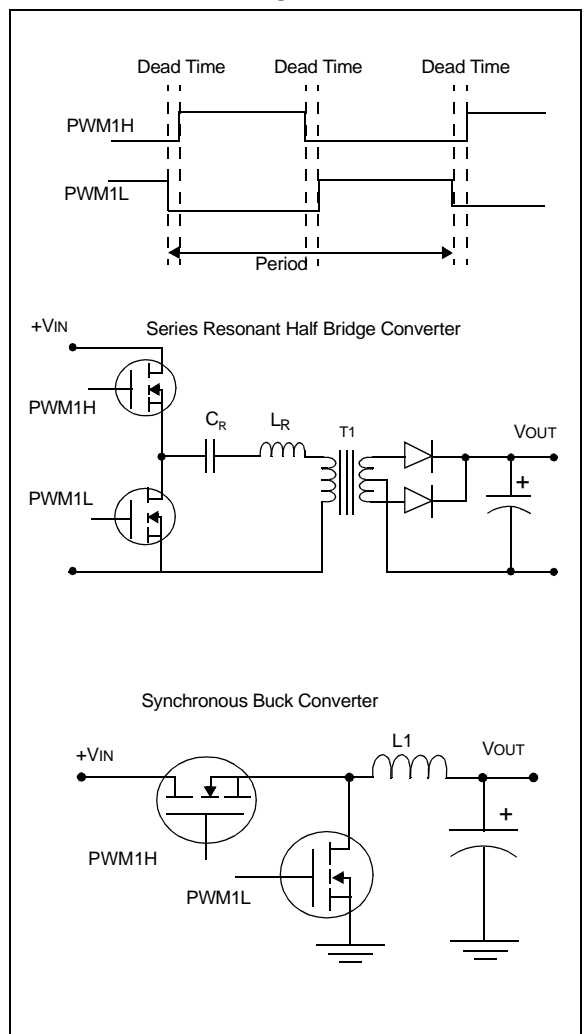 Dead Time Dead Time Dead Time
PWM1H
PWM1L
Period
Series Resonant Half Bridge Converter
+VIN
PWM1H
CR LR T1
VOUT
+
PWM1L
Synchronous Buck Converter
+VIN
L1
VOUT
+
PWM1H
PWM1L